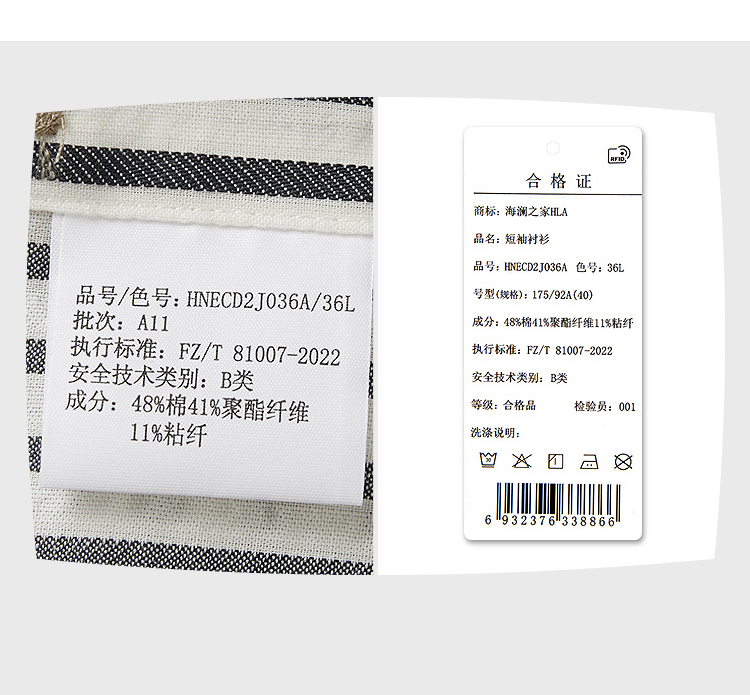 品号/色号：HNECD2J036A/36L
批次：A11
执行标准：FZ/T 81007-2022
安全技术类别：B类
成分：48%棉41%聚酯纤维
11%粘纤
RFID
合格证
商标：海澜之家HLA
品名：短袖衬衫
品号：HNECD2J036A 色号：36L
号型(规格)：175/92A(40)
成分：48%棉41%聚酯纤维11%粘纤
执行标准：FZ/T 81007-2022
安全技术类别：B类
等级：合格品 检验员：001
洗涤说明：
30
6 932376 338866